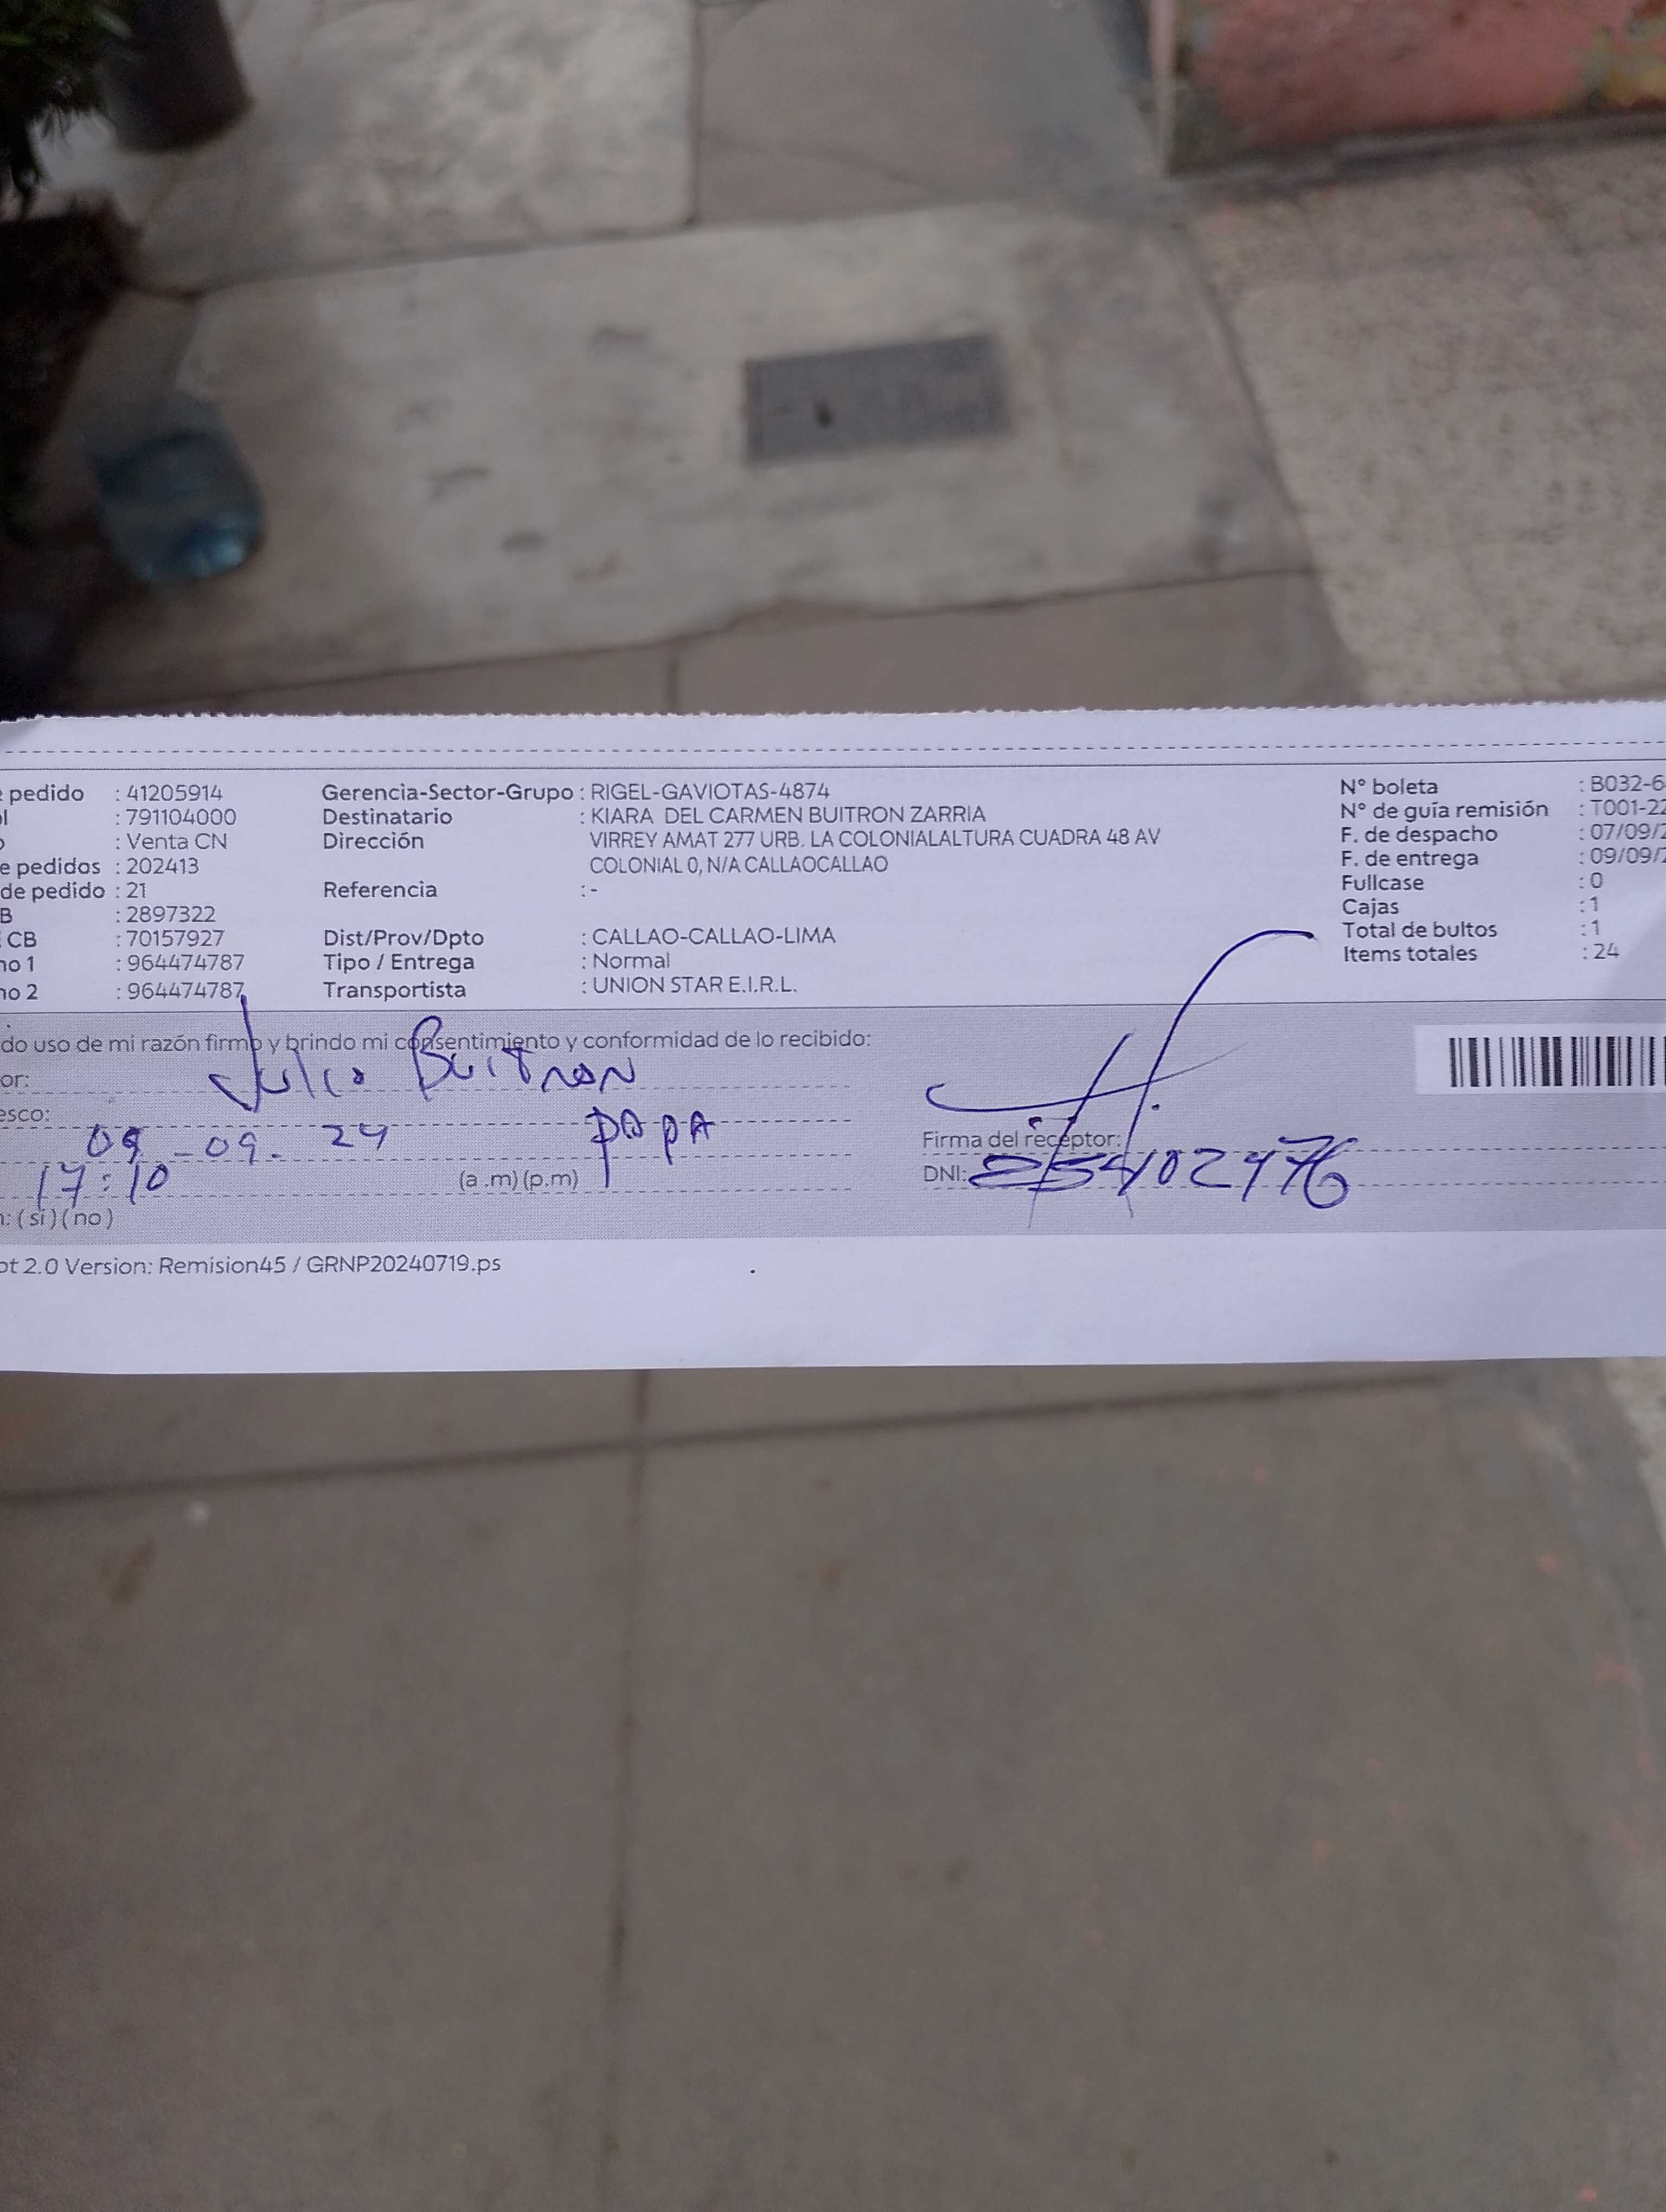 pedido : 41205914 Gerencia-Sector-Grupo : RIGEL-GAVIOTAS-4874 N° boleta : B032-6
: 791104000 Destinatario : KIARA DEL CARMEN BUITRON ZARRIA N° de guía remisión : T001-22
: Venta CN Dirección VIRREY AMAT 277 URB. LA COLONIALALTURA CUADRA 48 AV F. de despacho : 07/09/2
e pedidos : 202413 COLONIAL 0, N/A CALLAOCALLAO F. de entrega : 09/09/2
de pedido : 21 Referencia : - Fullcase : 0
B : 2897322 Cajas : 1
CB : 70157927 Dist/Prov/Dpto : CALLAO-CALLAO-LIMA Total de bultos : 1
no 1 : 964474787 Tipo / Entrega : Normal Items totales : 24
no 2 : 964474787 Transportista : UNION STAR E.I.R.L.
do uso de mi razón firmo y brindo mi consentimiento y conformidad de lo recibido:
or: Julio Buitron
esco: PAPA
09-09-24 Firma del receptor:
17:10 (a.m)(p.m) DNI:
: (si)(no)
ot 2.0 Version: Remision45 / GRNP20240719.ps